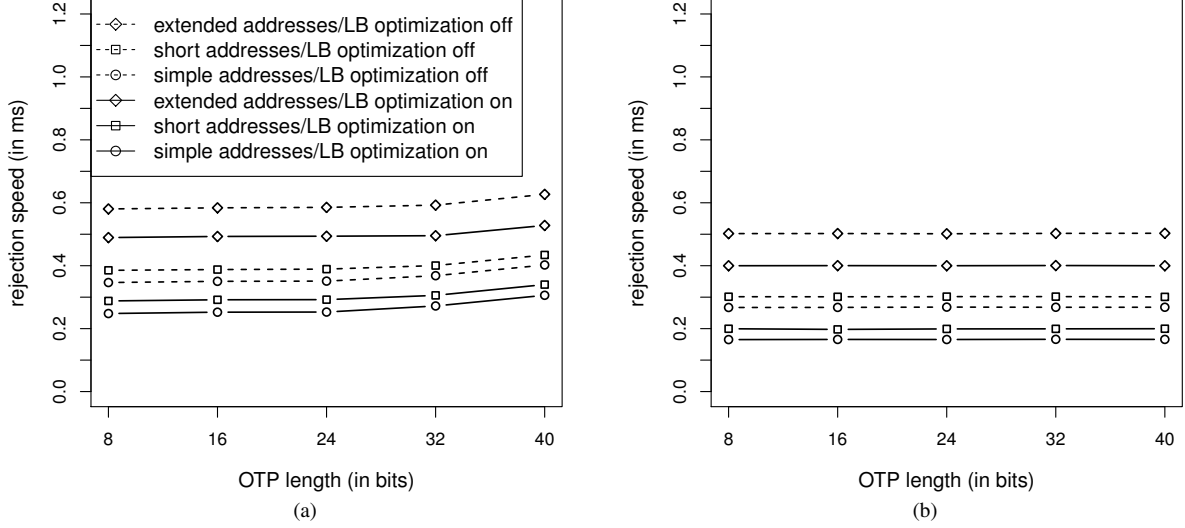 rejection speed (in ms)
0.0 0.2 0.4 0.6 0.8 1.0 1.2
extended addresses/LB optimization off
short addresses/LB optimization off
simple addresses/LB optimization off
extended addresses/LB optimization on
short addresses/LB optimization on
simple addresses/LB optimization on
8 16 24 32 40
OTP length (in bits)
(a)
rejection speed (in ms)
0.0 0.2 0.4 0.6 0.8 1.0 1.2
8 16 24 32 40
OTP length (in bits)
(b)